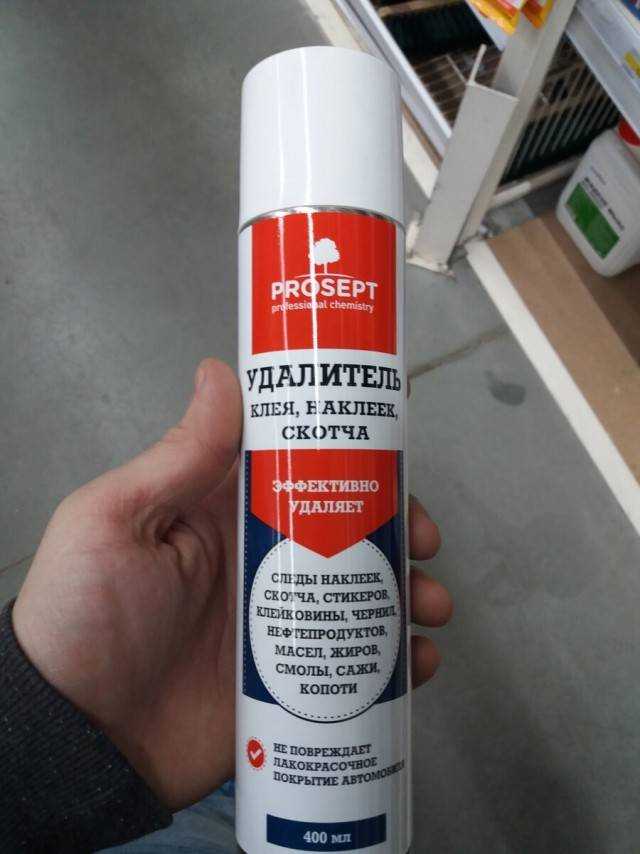 PROSEPT
professional chemistry
УДАЛИТЕЛЬ
КЛЕЯ, НАКЛЕЕК,
СКОТЧА
ЭФФЕКТИВНО
УДАЛЯЕТ
СЛЕДЫ НАКЛЕЕК,
СКОТЧА, СТИКЕРОВ,
КЛЕЙКОВИНЫ, ЧЕРНИЛ,
НЕФТЕПРОДУКТОВ,
МАСЕЛ, ЖИРОВ,
СМОЛЫ, САЖИ,
КОПОТИ
НЕ ПОВРЕЖДАЕТ
ЛАКОКРАСОЧНОЕ
ПОКРЫТИЕ АВТОМОБИЛЯ
400 МЛ